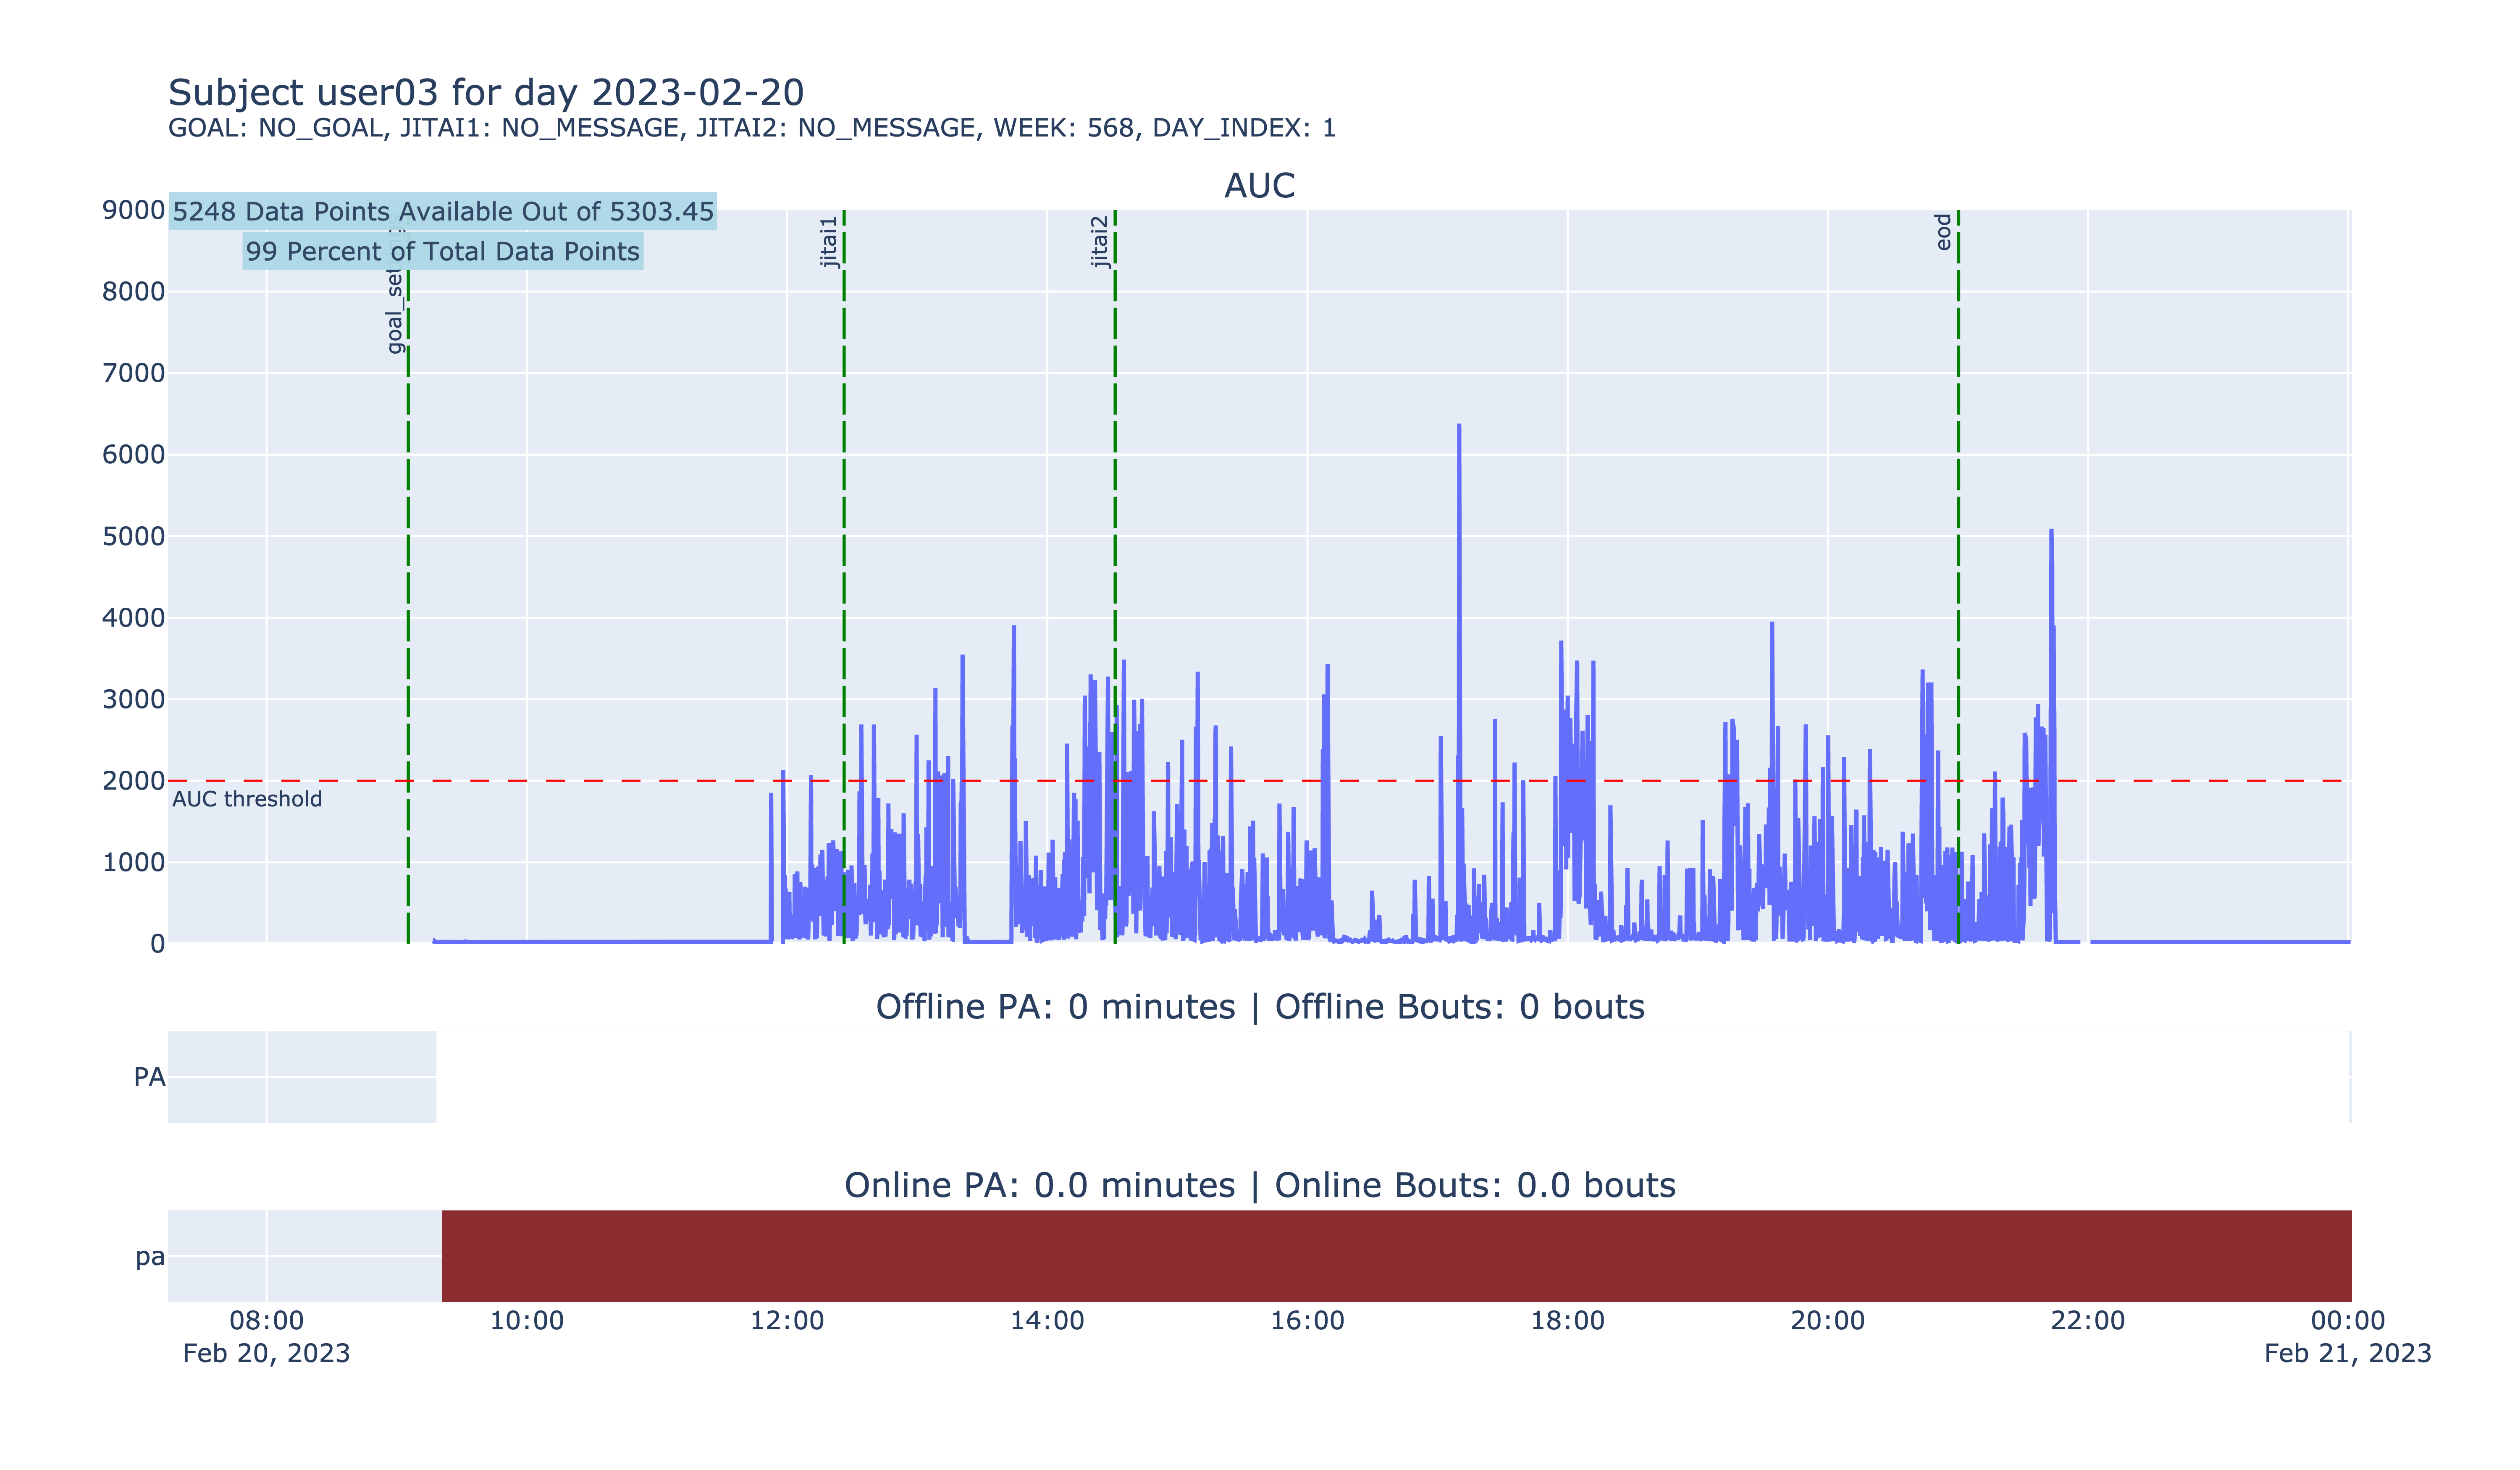 Subject user03 for day 2023-02-20
GOAL: NO_GOAL, JITAI1: NO_MESSAGE, JITAI2: NO_MESSAGE, WEEK: 568, DAY_INDEX: 1
AUC
5248 Data Points Available Out of 5303.45
99 Percent of Total Data Points
jitai1
jitai2
eod
9000
8000
7000
6000
5000
4000
3000
2000
1000
0
AUC threshold
Offline PA: 0 minutes | Offline Bouts: 0 bouts
PA
Online PA: 0.0 minutes | Online Bouts: 0.0 bouts
pa
08:00 10:00 12:00 14:00 16:00 18:00 20:00 22:00 00:00
Feb 20, 2023 Feb 21, 2023